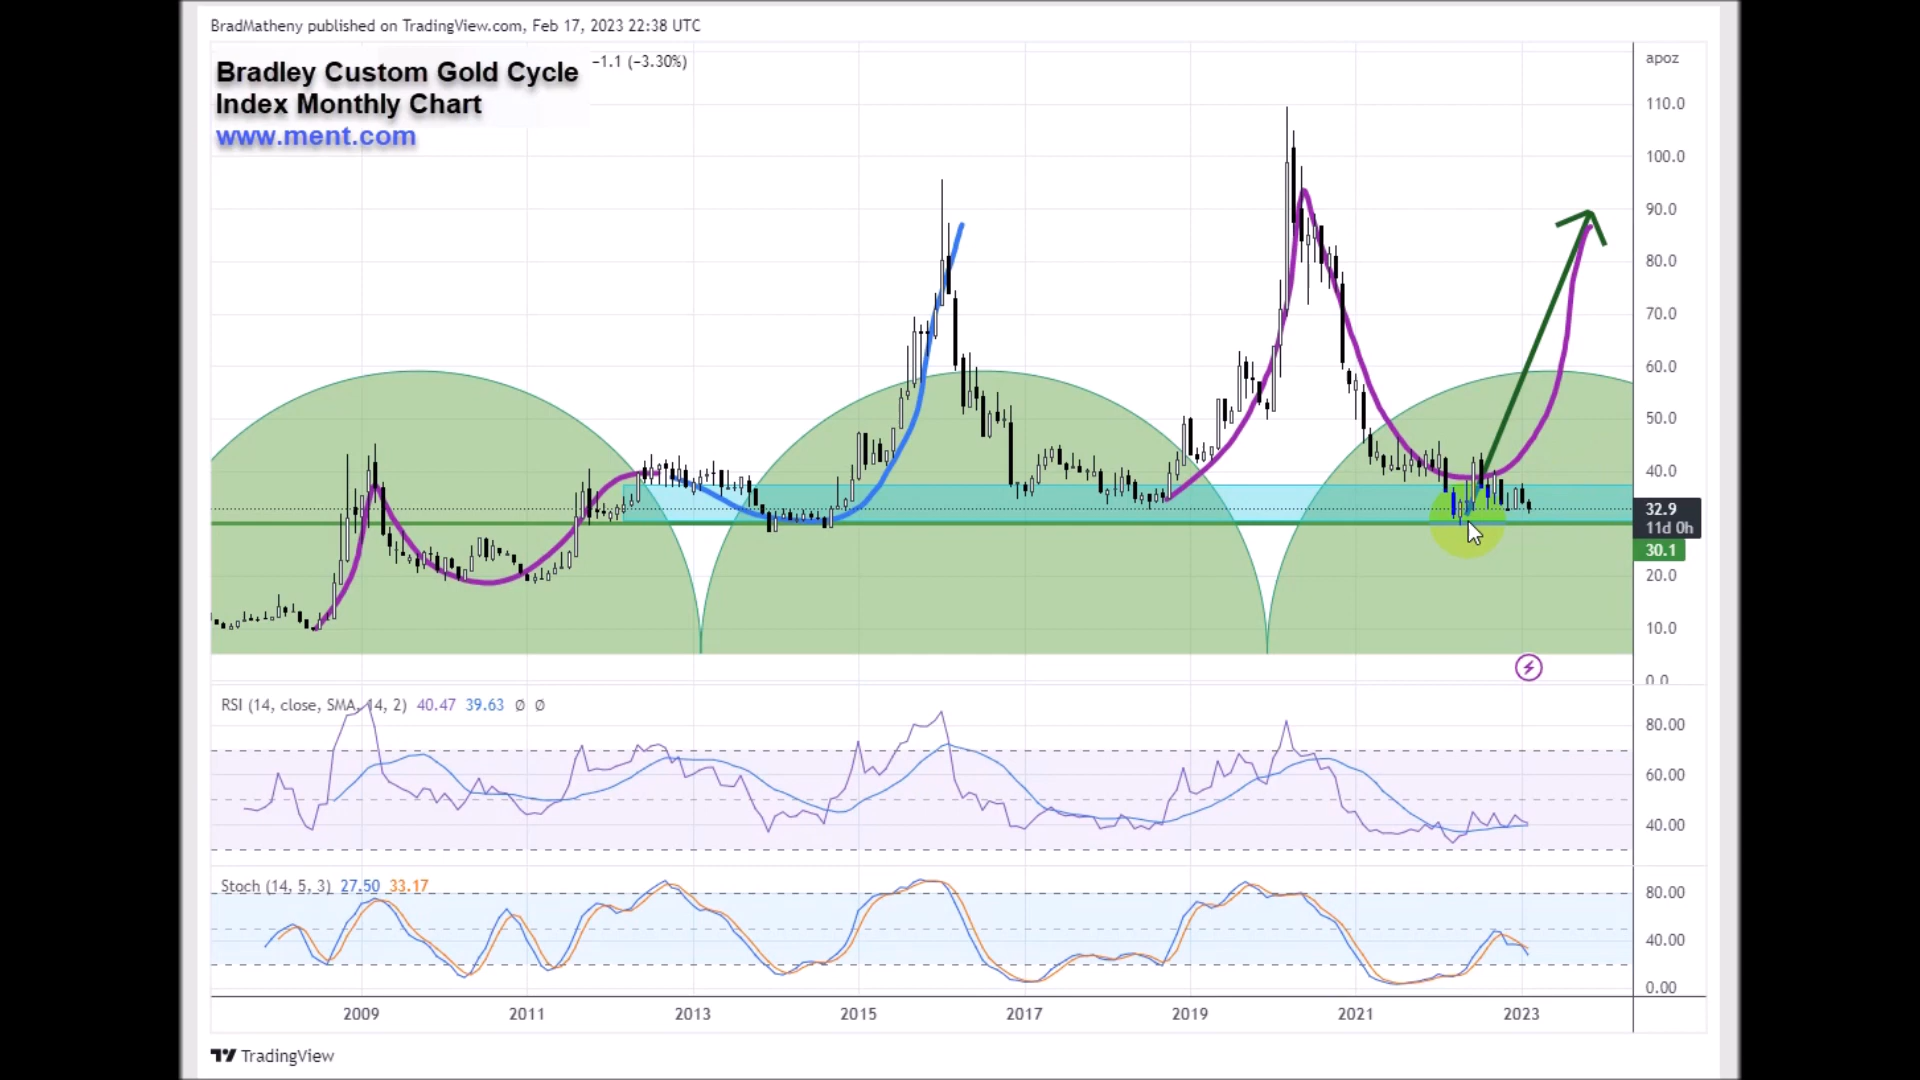 BradMatheny published on TradingView.com, Feb 17, 2023 22:38 UTC
Bradley Custom Gold Cycle
Index Monthly Chart
www.ment.com
−1.1 (−3.30%)
apoz
110.0
100.0
90.0
80.0
70.0
60.0
50.0
40.0
32.9
11d 0h
30.1
20.0
10.0
0.0
RSI (14, close, SMA, 14, 2) 40.47 39.63 Ø Ø
80.00
60.00
40.00
Stoch (14, 5, 3) 27.50 33.17
80.00
40.00
0.00
2009 2011 2013 2015 2017 2019 2021 2023
TradingView